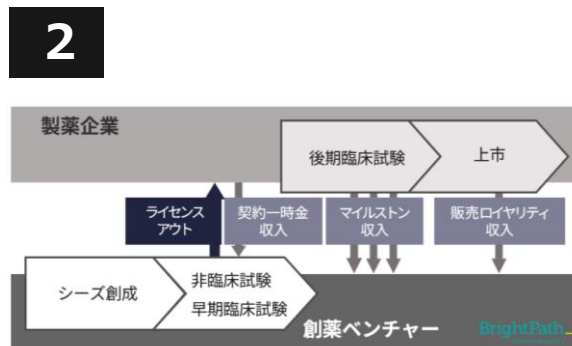 2
製薬企業
後期臨床試験
上市
ライセンス
アウト
契約一時金
収入
マイルストン
収入
販売ロイヤリティ
収入
シーズ創成
非臨床試験
早期臨床試験
創薬ベンチャー
BrightPath